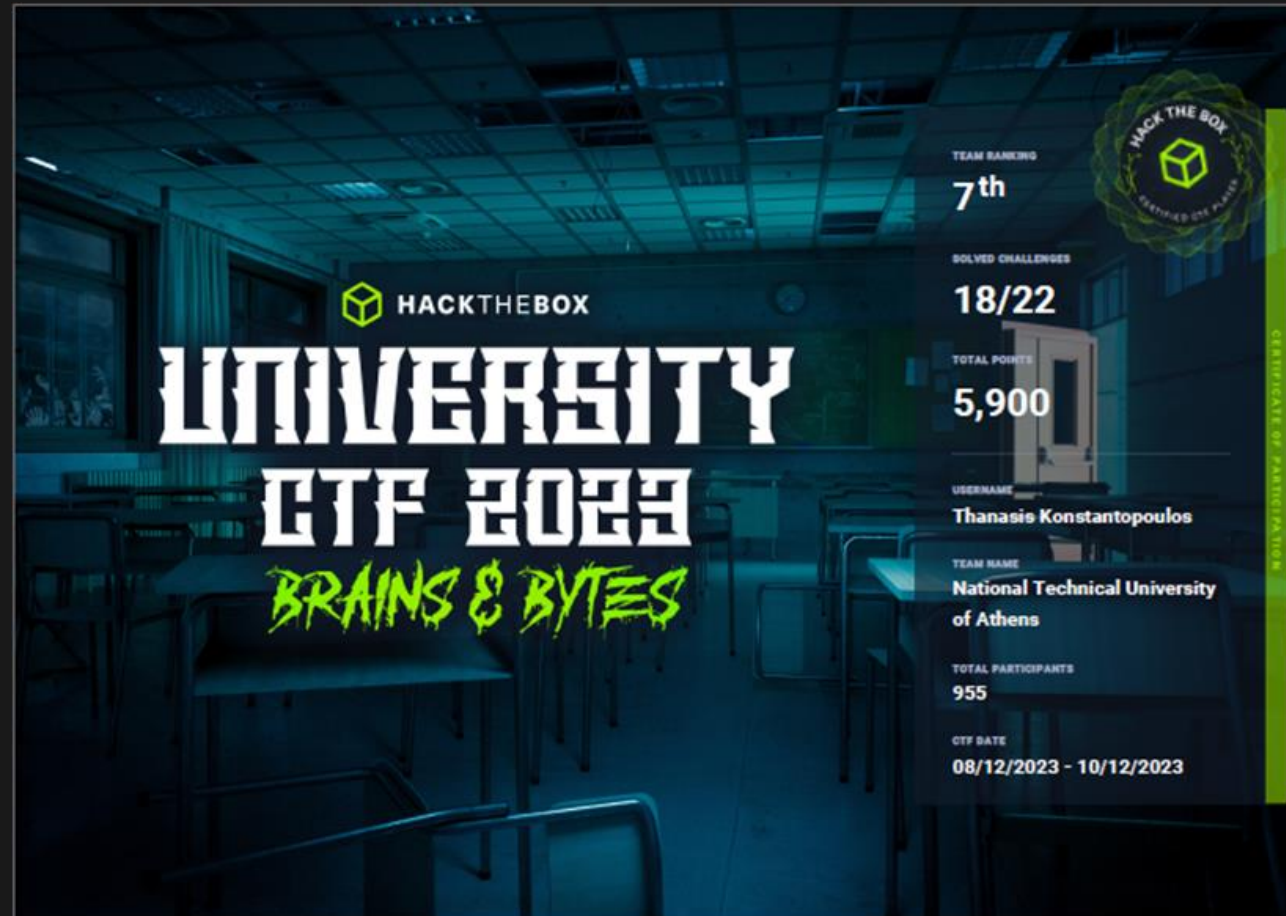 HACKTHEBOX
UNIVERSITY
CTF 2023
BRAINS & BYTES
HACK THE BOX
CERTIFIED CTF PLAYER
TEAM RANKING
7th
SOLVED CHALLENGES
18/22
TOTAL POINTS
5,900
USERNAME
Thanasis Konstantopoulos
TEAM NAME
National Technical University
of Athens
TOTAL PARTICIPANTS
955
CTF DATE
08/12/2023 - 10/12/2023
CERTIFICATE OF PARTICIPATION